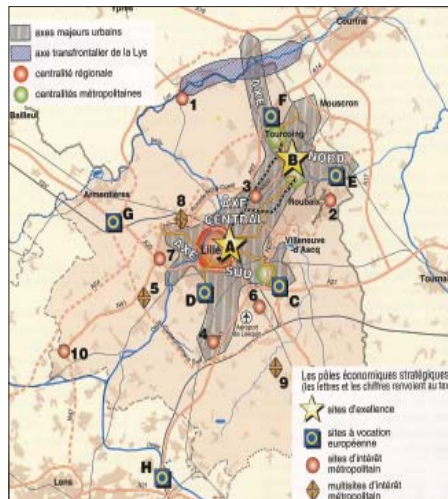 Ypres
Courtrai
axes majeurs urbains
axe transfrontalier de la Lys
centralité régionale
centralités métropolitaines
Bailleul
1
AXE
F
Mouscron
Tourcoing
B
NORD
E
Armentières
G
8
3
AXE
CENTRAL
Roubaix
2
AXE
Lille
A
Villeneuve
d'Ascq
7
SUD
Tournai
5
D
C
6
Aéroport
de Lesquin
4
10
9
Lens
H
Les pôles économiques stratégiques
(les lettres et les chiffres renvoient au tex
sites d'exellence
sites à vocation
européenne
sites d'intérêt
métropolitain
multisites d'intérêt
métropolitain